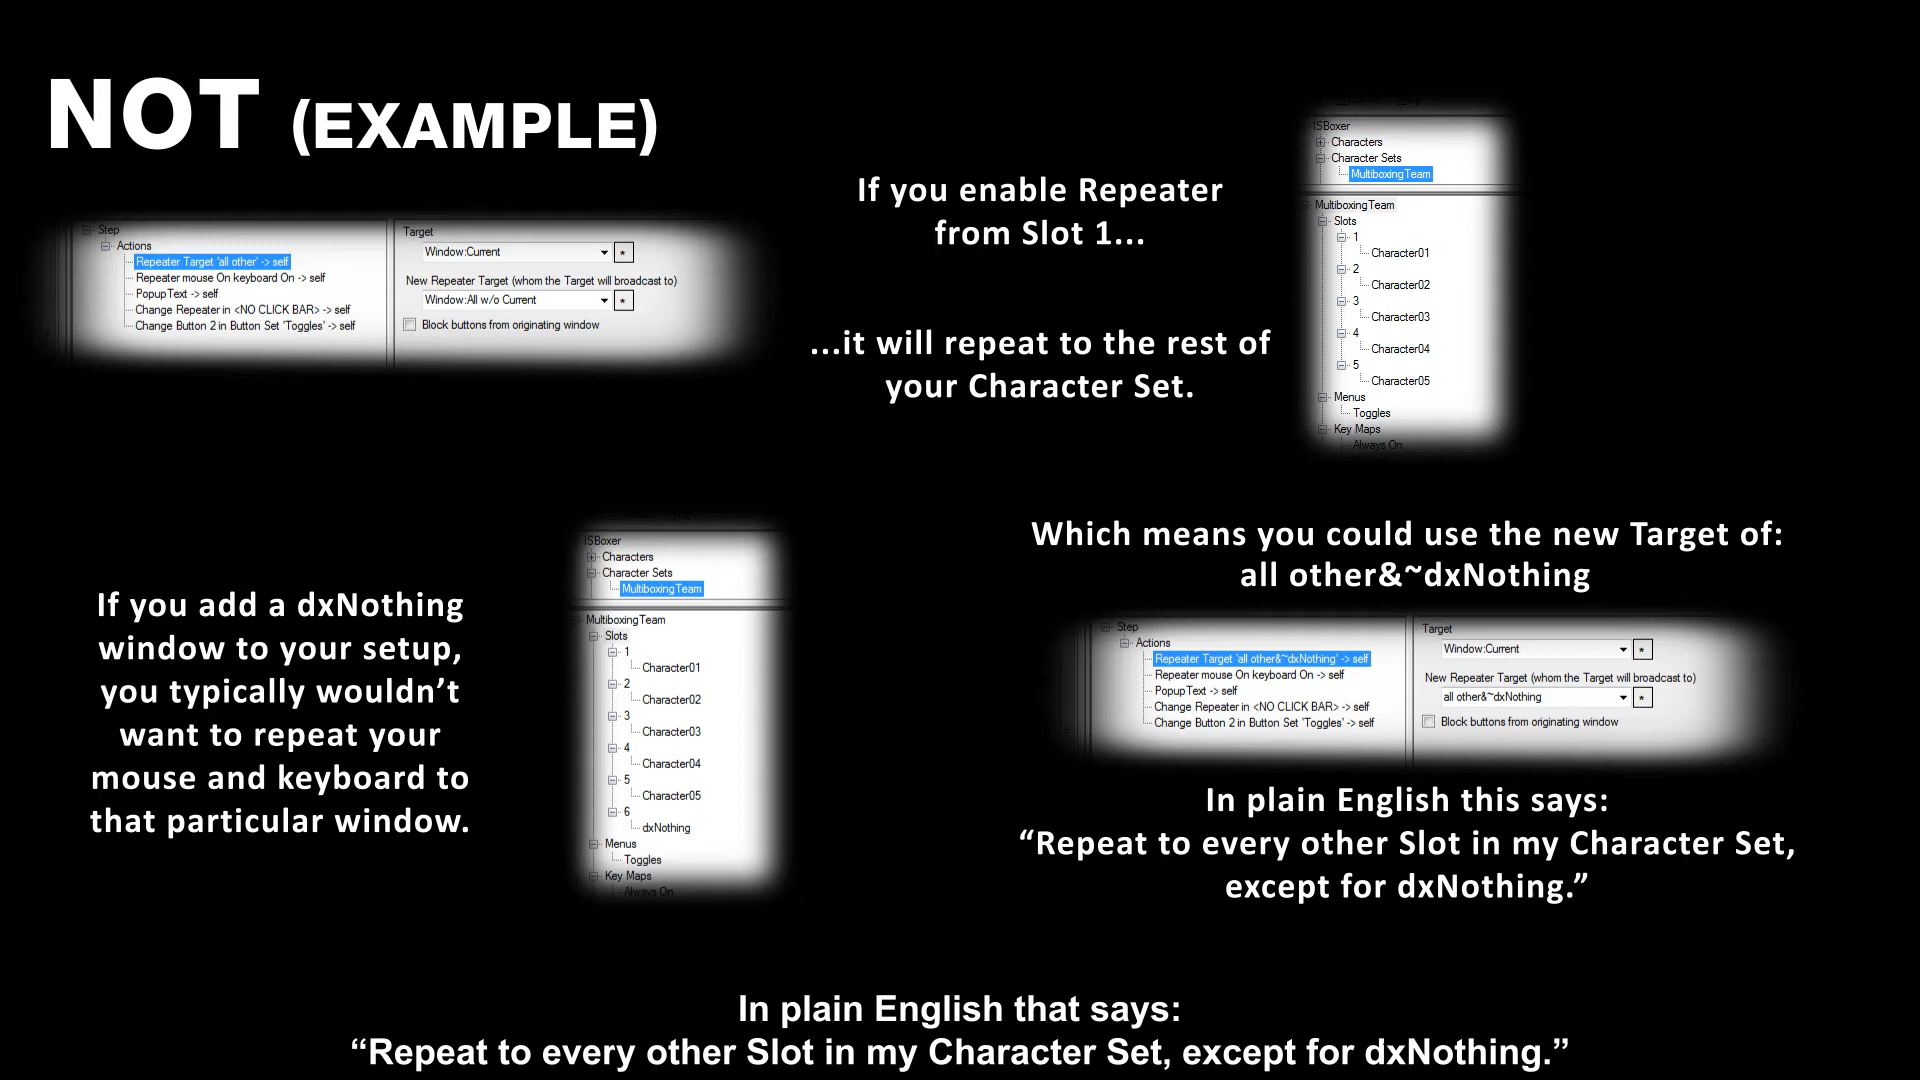 NOT (EXAMPLE)
Step
Actions
Repeater Target 'all other' -> self
Repeater mouse On keyboard On -> self
PopupText -> self
Change Repeater in <NO CLICK BAR> -> self
Change Button 2 in Button Set 'Toggles' -> self
Target
Window:Current
*
New Repeater Target (whom the Target will broadcast to)
Window:All w/o Current
*
Block buttons from originating window
If you enable Repeater
from Slot 1...
...it will repeat to the rest of
your Character Set.
ISBoxer
Characters
Character Sets
MultiboxingTeam
MultiboxingTeam
Slots
1
Character01
2
Character02
3
Character03
4
Character04
5
Character05
Menus
Toggles
Key Maps
Always On
If you add a dxNothing
window to your setup,
you typically wouldn’t
want to repeat your
mouse and keyboard to
that particular window.
ISBoxer
Characters
Character Sets
MultiboxingTeam
MultiboxingTeam
Slots
1
Character01
2
Character02
3
Character03
4
Character04
5
Character05
6
dxNothing
Menus
Toggles
Key Maps
Always On
Which means you could use the new Target of:
all other&~dxNothing
Step
Actions
Repeater Target 'all other&~dxNothing' -> self
Repeater mouse On keyboard On -> self
PopupText -> self
Change Repeater in <NO CLICK BAR> -> self
Change Button 2 in Button Set 'Toggles' -> self
Target
Window:Current
*
New Repeater Target (whom the Target will broadcast to)
all other&~dxNothing
*
Block buttons from originating window
In plain English this says:
“Repeat to every other Slot in my Character Set,
except for dxNothing.”
In plain English that says:
“Repeat to every other Slot in my Character Set, except for dxNothing.”